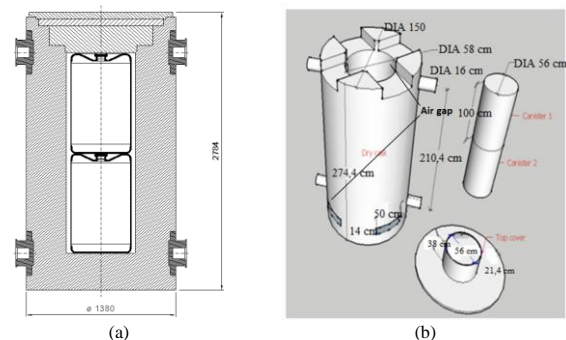 2784
ø 1380
(a)
DIA 150
DIA 58 cm
DIA 16 cm
DIA 56 cm
Air gap
100 cm
Canister 1
Canister 2
210,4 cm
274,4 cm
50 cm
14 cm
Top cover
38 cm
56 cm
21,4 cm
(b)